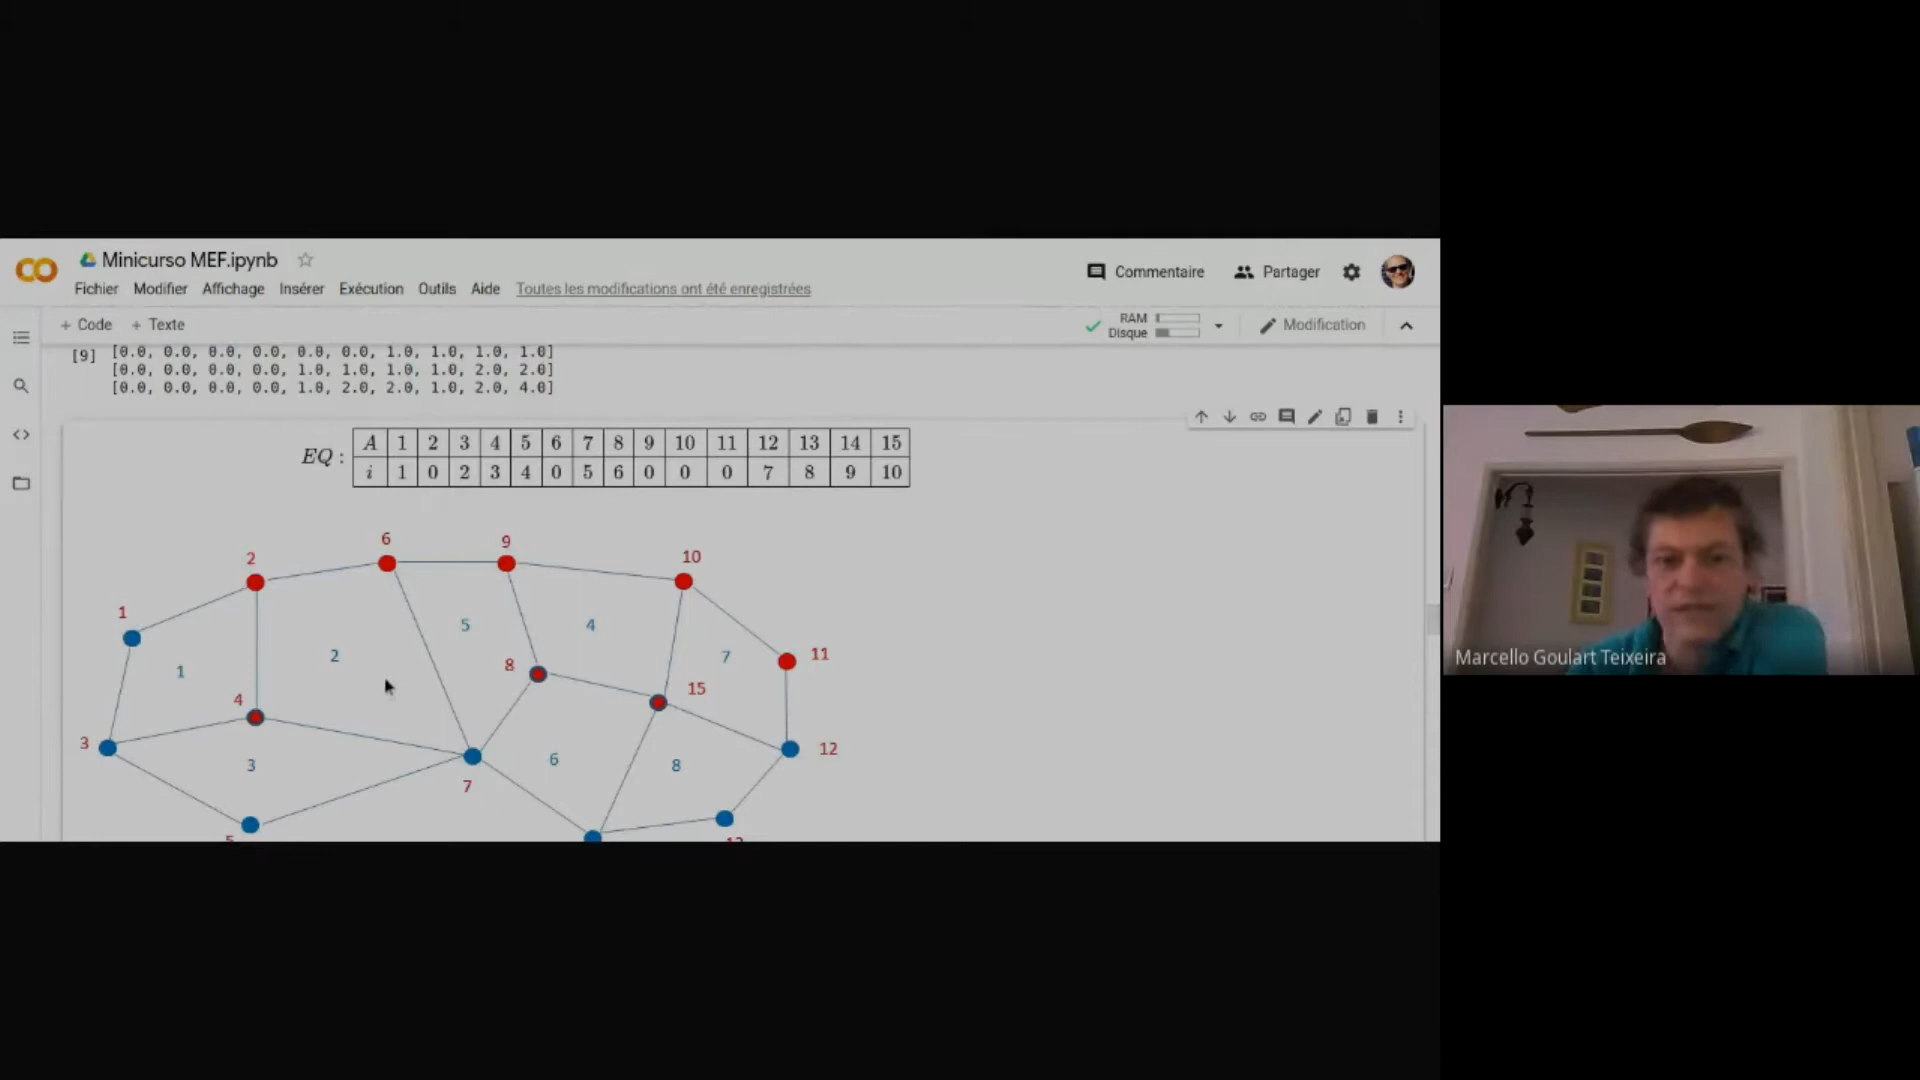 Minicurso MEF.ipynb
Commentaire Partager
Fichier Modifier Affichage Insérer Exécution Outils Aide Toutes les modifications ont été enregistrées
+ Code + Texte
RAM
Disque
Modification
[9] [0.0, 0.0, 0.0, 0.0, 0.0, 0.0, 1.0, 1.0, 1.0, 1.0]
[0.0, 0.0, 0.0, 0.0, 1.0, 1.0, 1.0, 1.0, 2.0, 2.0]
[0.0, 0.0, 0.0, 0.0, 1.0, 2.0, 2.0, 1.0, 2.0, 4.0]
EQ :
A 1 2 3 4 5 6 7 8 9 10 11 12 13 14 15
i 1 0 2 3 4 0 5 6 0 0 0 7 8 9 10
6 9
2 10
1
5 4
2 7 11
8
1
4 15
3 12
3 6 8
7
Marcello Goulart Teixeira